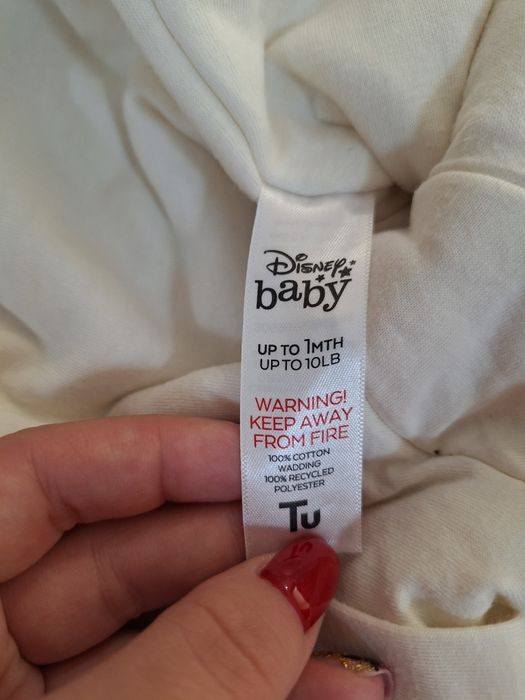 Disney
baby
UP TO 1MTH
UP TO 10LB
WARNING!
KEEP AWAY
FROM FIRE
100% COTTON
WADDING
100% RECYCLED
POLYESTER
Tu